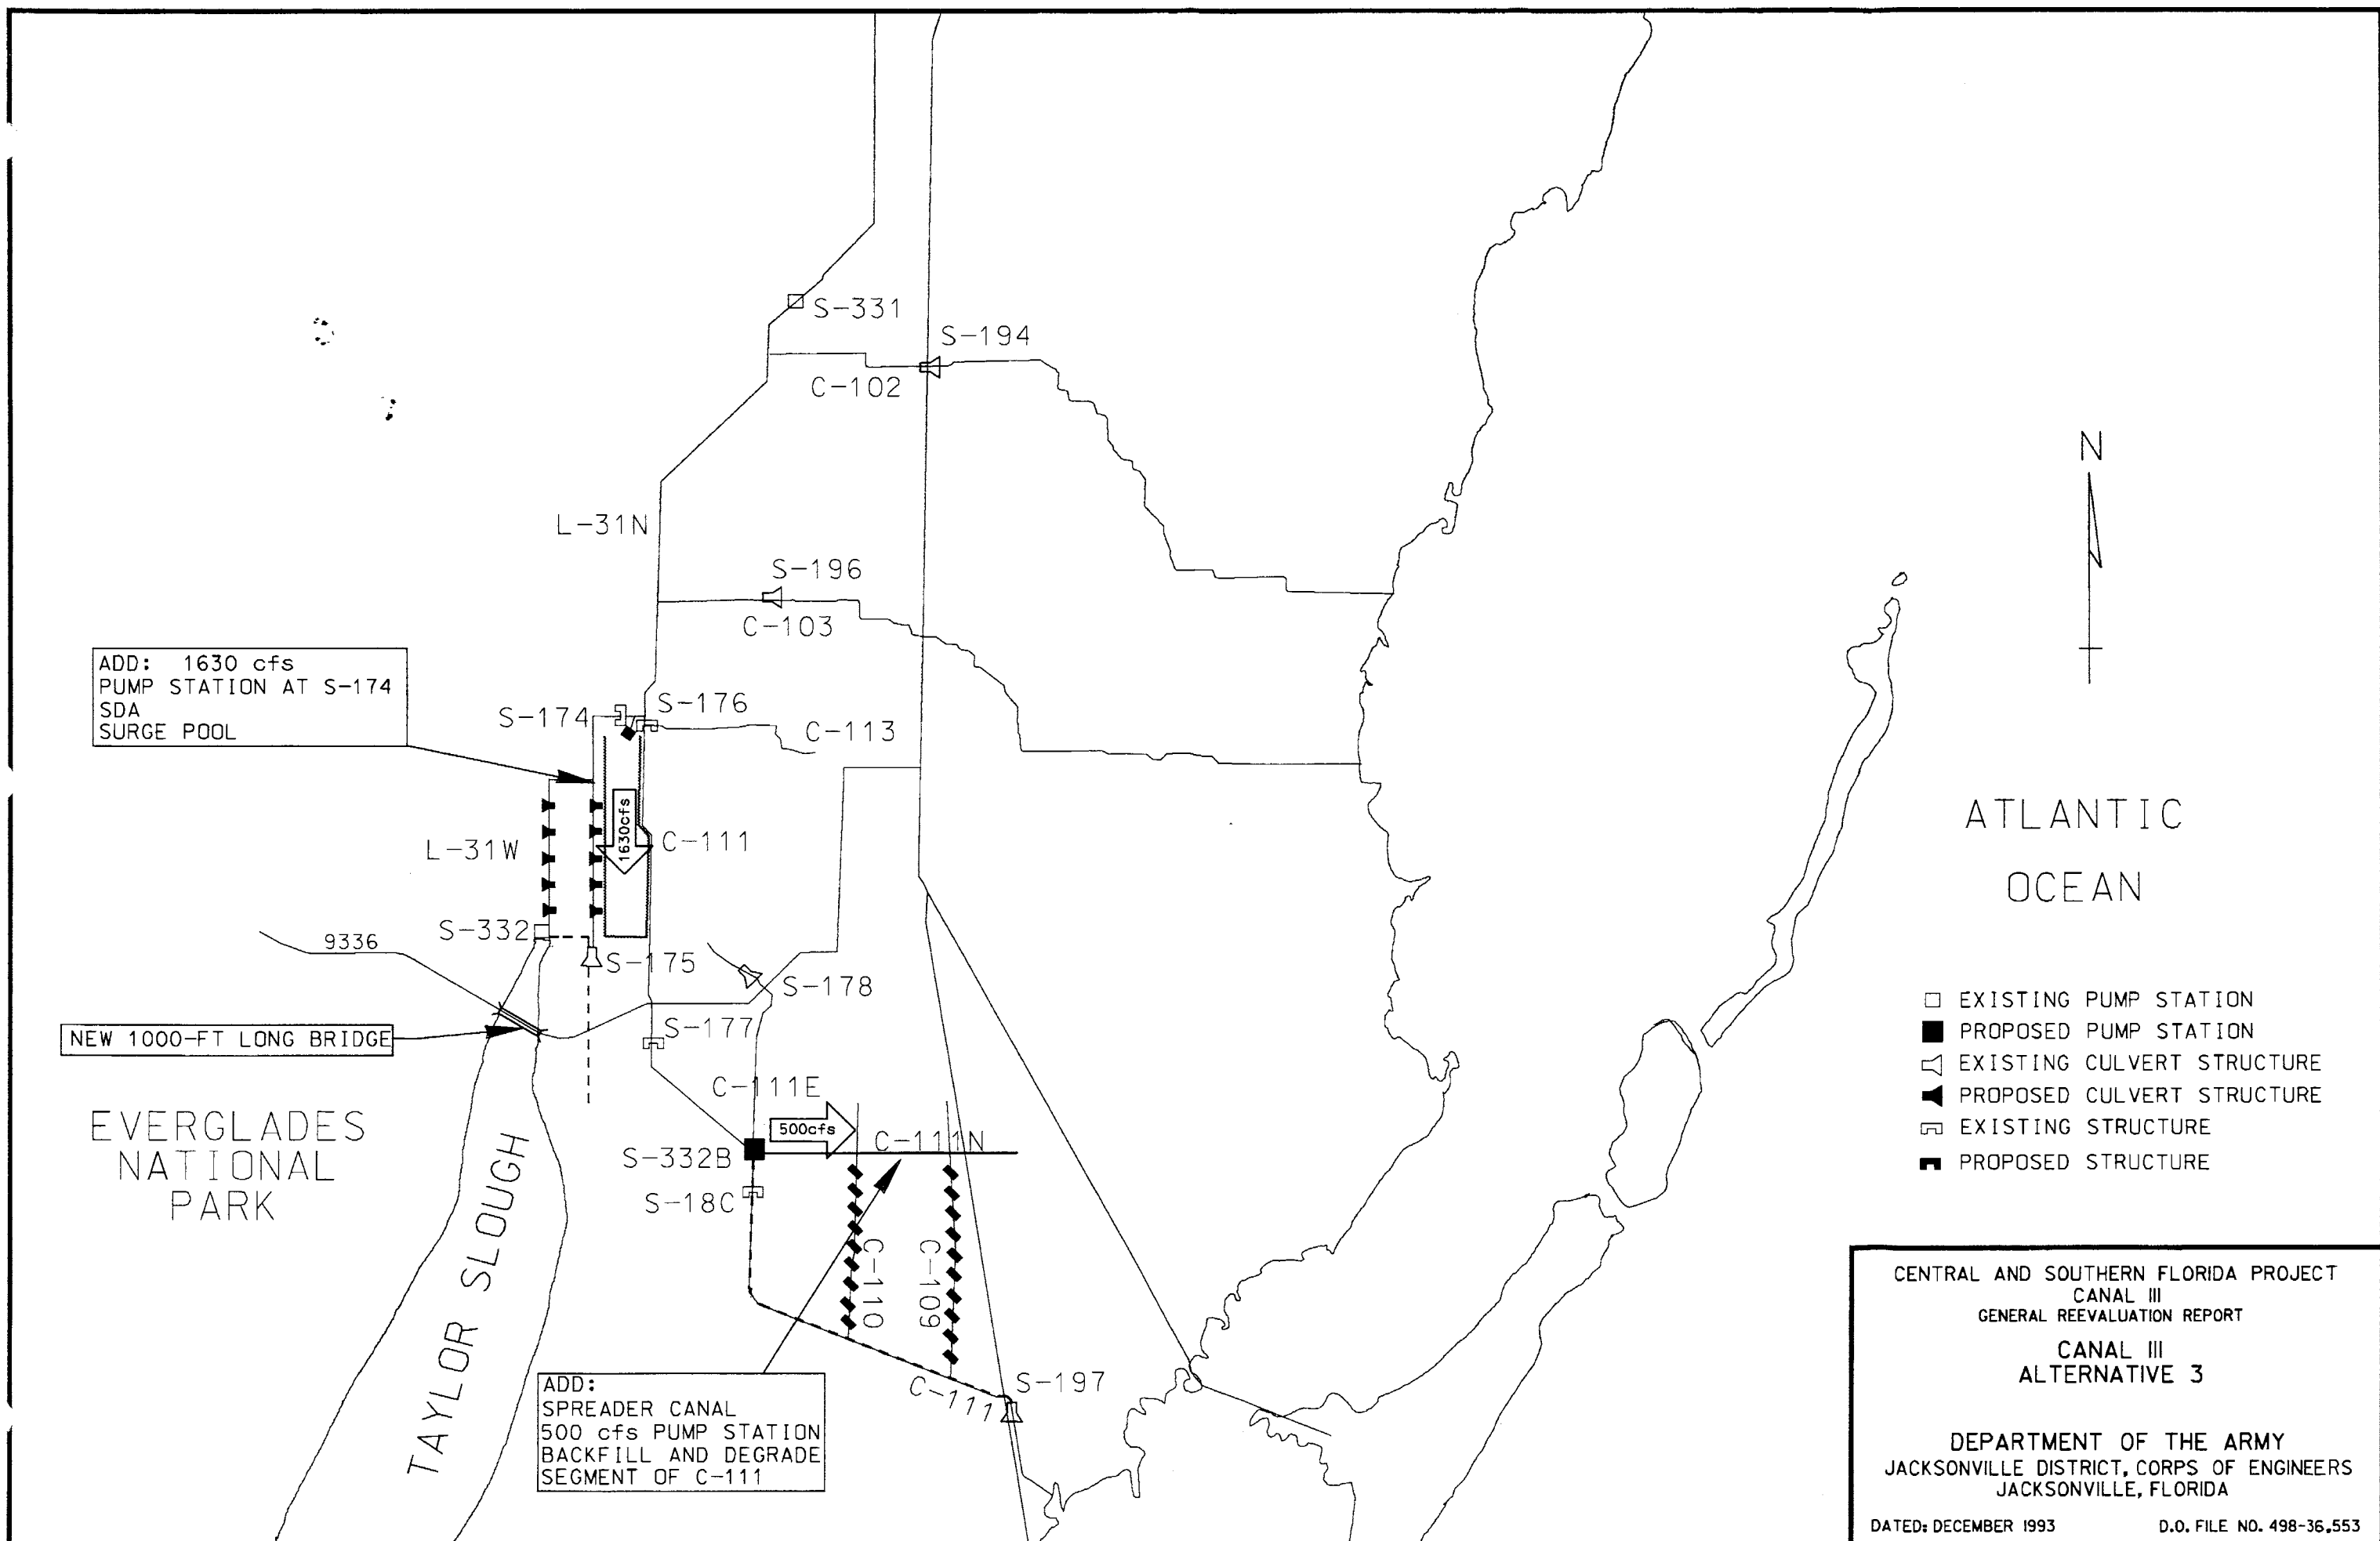 S-331
S-194
C-102
N
L-31N
S-196
C-103
ADD: 1630 cfs
PUMP STATION AT S-174
SDA
SURGE POOL
S-174
S-176
C-113
1630cfs
L-31W
C-111
ATLANTIC
OCEAN
S-332
9336
S-175
S-178
NEW 1000-FT LONG BRIDGE
S-177
EXISTING PUMP STATION
PROPOSED PUMP STATION
EXISTING CULVERT STRUCTURE
PROPOSED CULVERT STRUCTURE
EXISTING STRUCTURE
PROPOSED STRUCTURE
C-111E
500cfs
C-111N
S-332B
S-18C
EVERGLADES
NATIONAL
PARK
TAYLOR SLOUGH
C-110
C-109
C-111
S-197
ADD:
SPREADER CANAL
500 cfs PUMP STATION
BACKFILL AND DEGRADE
SEGMENT OF C-111
CENTRAL AND SOUTHERN FLORIDA PROJECT
CANAL III
GENERAL REEVALUATION REPORT
CANAL III
ALTERNATIVE 3
DEPARTMENT OF THE ARMY
JACKSONVILLE DISTRICT, CORPS OF ENGINEERS
JACKSONVILLE, FLORIDA
DATED: DECEMBER 1993
D.O. FILE NO. 498-36,553